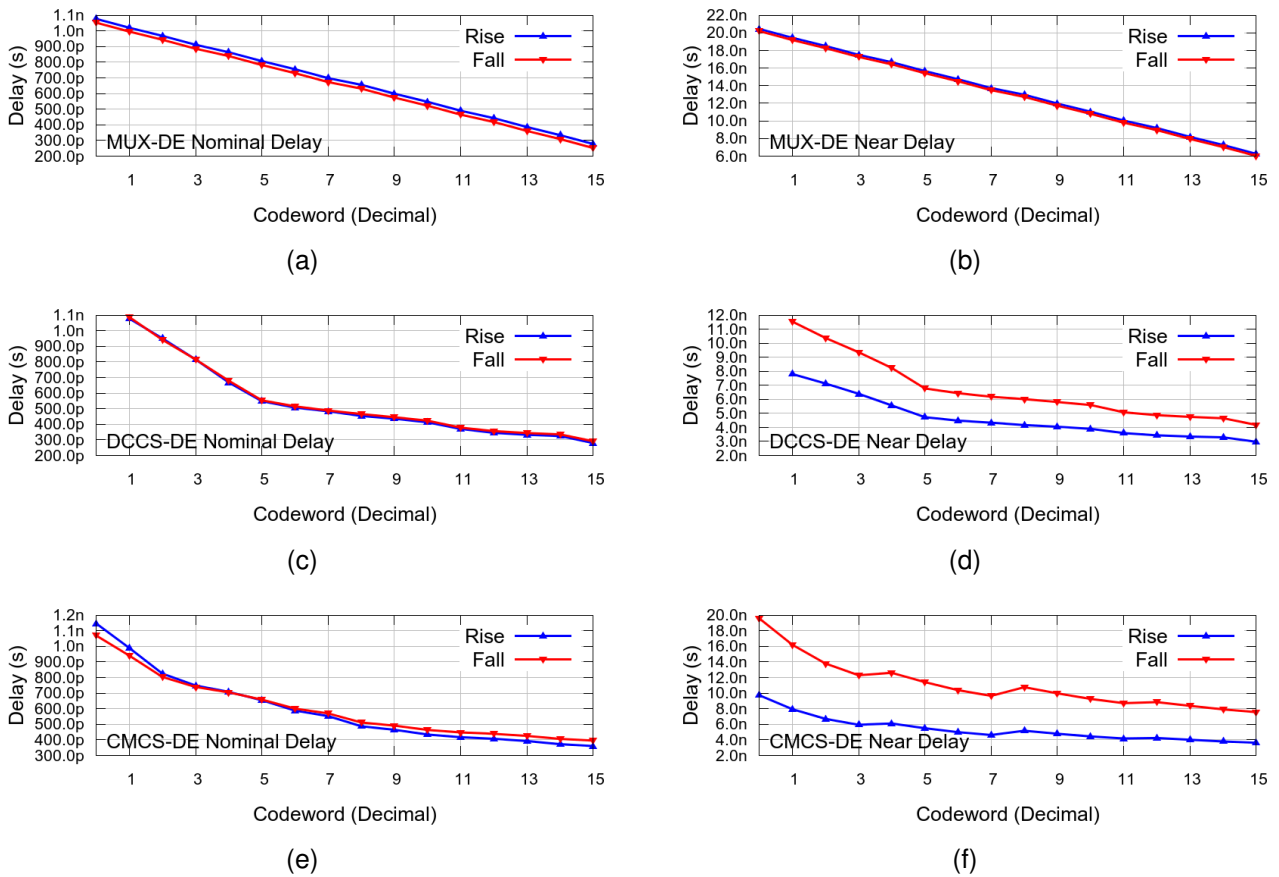 1.1n
1.0n
900.0p
800.0p
700.0p
600.0p
500.0p
400.0p
300.0p
200.0p
Delay (s)
Rise
Fall
MUX-DE Nominal Delay
1 3 5 7 9 11 13 15
Codeword (Decimal)
(a)
22.0n
20.0n
18.0n
16.0n
14.0n
12.0n
10.0n
8.0n
6.0n
Delay (s)
Rise
Fall
MUX-DE Near Delay
1 3 5 7 9 11 13 15
Codeword (Decimal)
(b)
1.1n
1.0n
900.0p
800.0p
700.0p
600.0p
500.0p
400.0p
300.0p
200.0p
Delay (s)
Rise
Fall
DCCS-DE Nominal Delay
1 3 5 7 9 11 13 15
Codeword (Decimal)
(c)
12.0n
11.0n
10.0n
9.0n
8.0n
7.0n
6.0n
5.0n
4.0n
3.0n
2.0n
Delay (s)
Rise
Fall
DCCS-DE Near Delay
1 3 5 7 9 11 13 15
Codeword (Decimal)
(d)
1.2n
1.1n
1.0n
900.0p
800.0p
700.0p
600.0p
500.0p
400.0p
300.0p
Delay (s)
Rise
Fall
CMCS-DE Nominal Delay
1 3 5 7 9 11 13 15
Codeword (Decimal)
(e)
20.0n
18.0n
16.0n
14.0n
12.0n
10.0n
8.0n
6.0n
4.0n
2.0n
Delay (s)
Rise
Fall
CMCS-DE Near Delay
1 3 5 7 9 11 13 15
Codeword (Decimal)
(f)